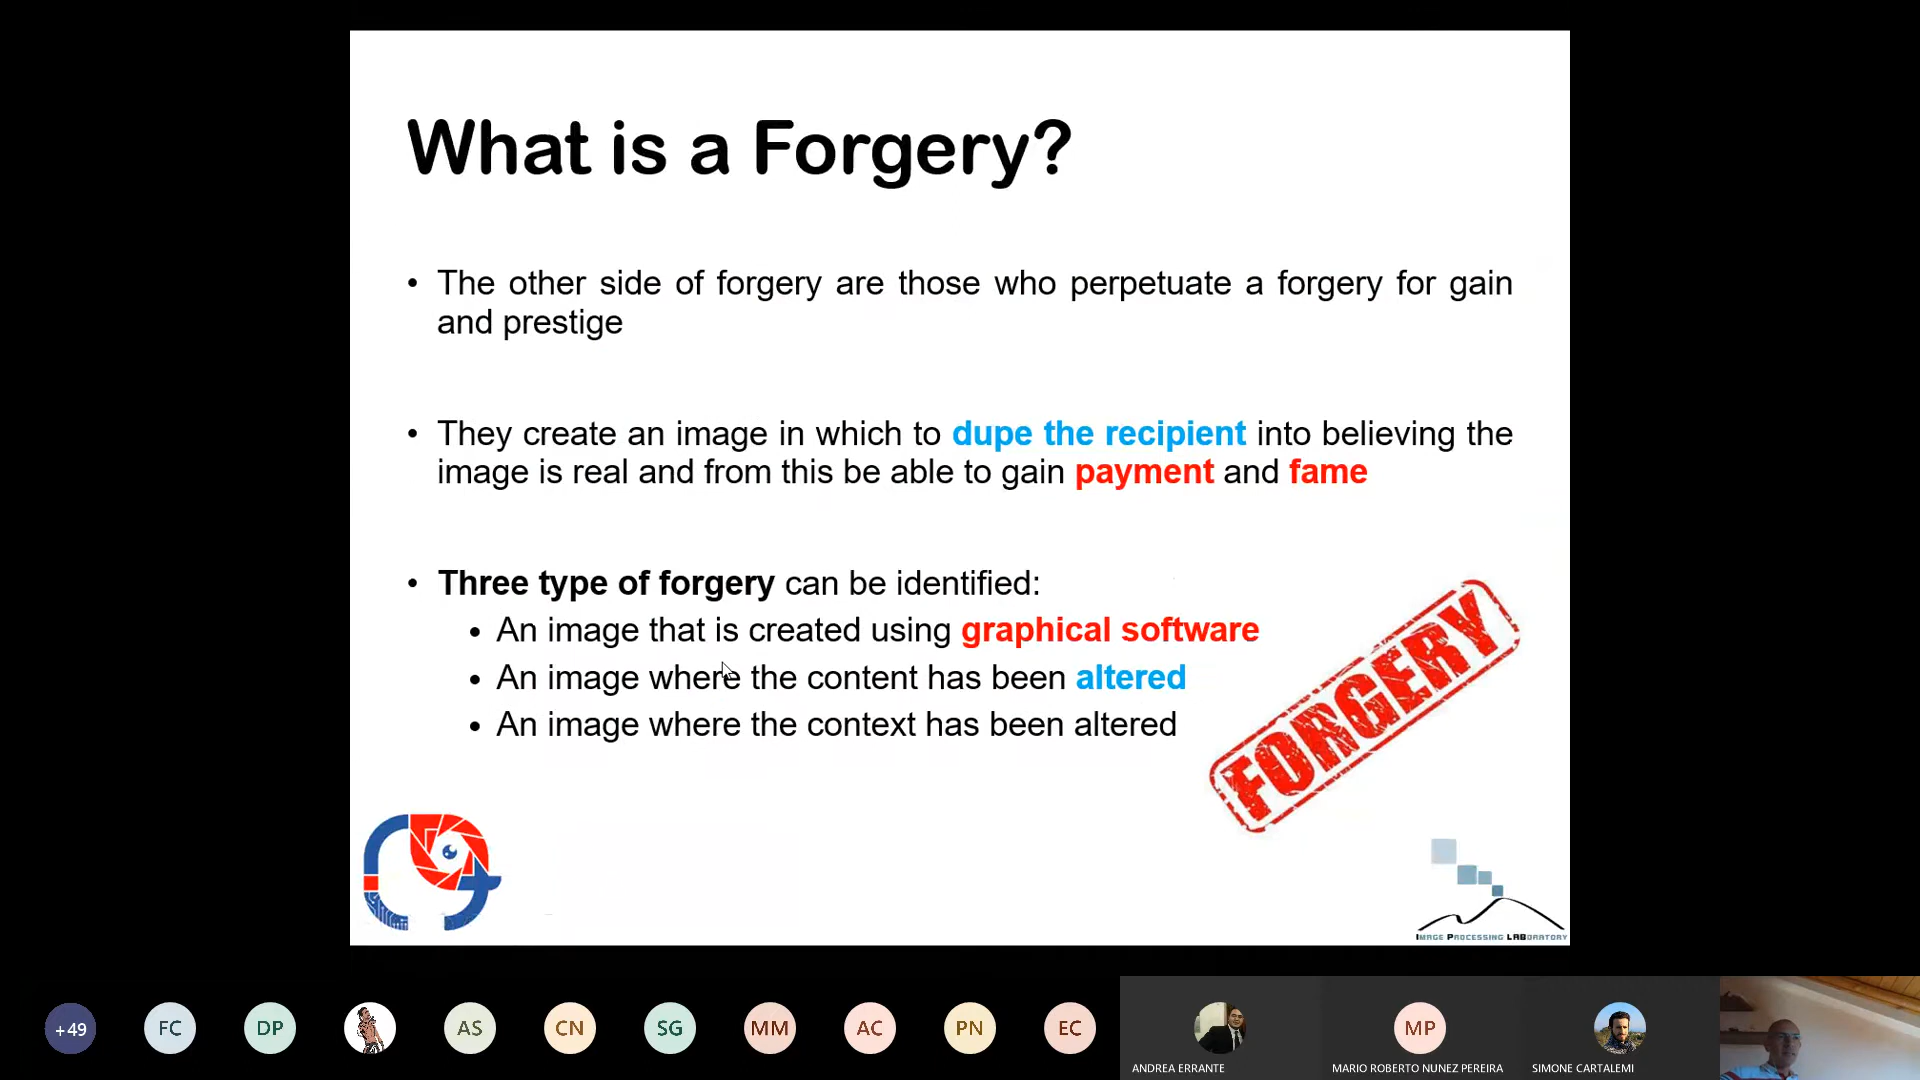 What is a Forgery?
• The other side of forgery are those who perpetuate a forgery for gain
and prestige
• They create an image in which to dupe the recipient into believing the
image is real and from this be able to gain payment and fame
• Three type of forgery can be identified:
• An image that is created using graphical software
• An image where the content has been altered
• An image where the context has been altered
FORGERY
IMAGE PROCESSING LABORATORY
+49 FC DP AS CN SG MM AC PN EC MP
ANDREA ERRANTE MARIO ROBERTO NUNEZ PEREIRA SIMONE CARTALEMI